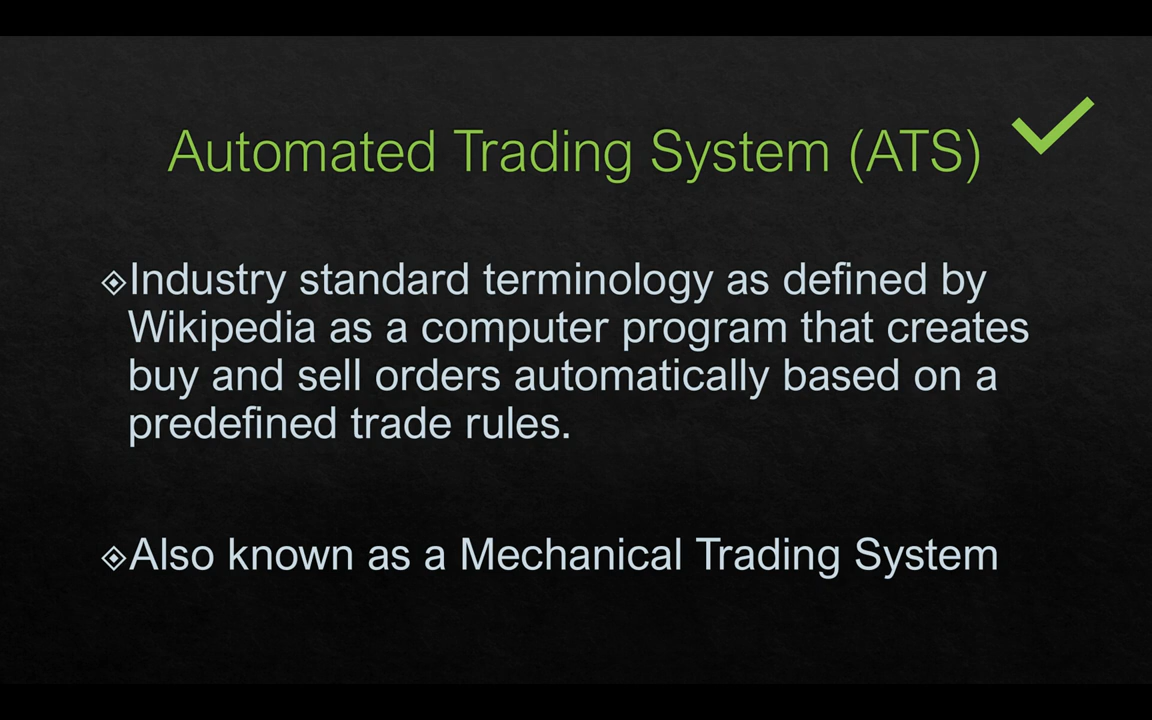 Automated Trading System (ATS)
Industry standard terminology as defined by
Wikipedia as a computer program that creates
buy and sell orders automatically based on a
predefined trade rules.
Also known as a Mechanical Trading System